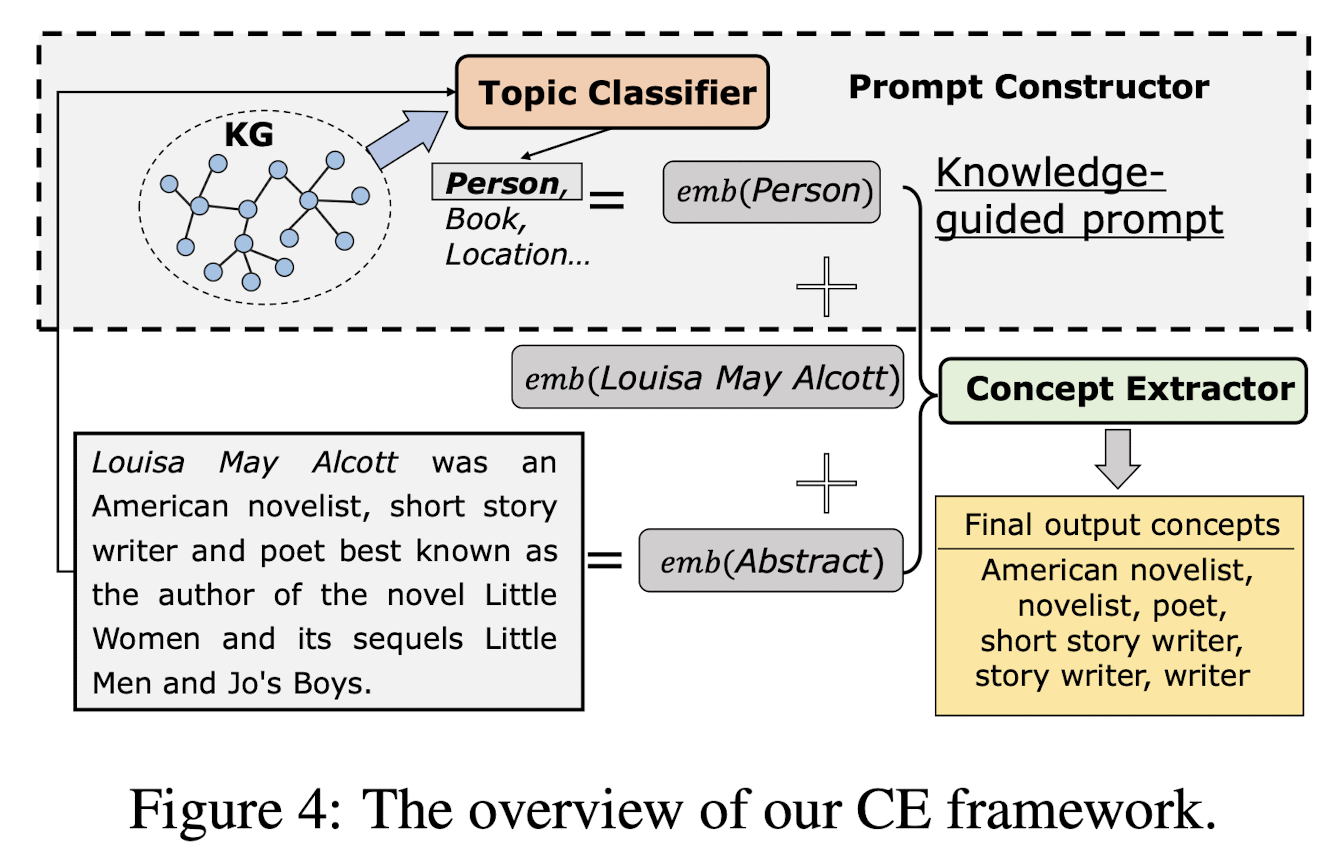 Topic Classifier
Prompt Constructor
KG
Person,
Book,
Location...
=
emb(Person)
Knowledge-
guided prompt
+
emb(Louisa May Alcott)
Concept Extractor
Louisa May Alcott was an
American novelist, short story
writer and poet best known as
the author of the novel Little
Women and its sequels Little
Men and Jo's Boys.
+
=
emb(Abstract)
Final output concepts
American novelist,
novelist, poet,
short story writer,
story writer, writer
Figure 4: The overview of our CE framework.